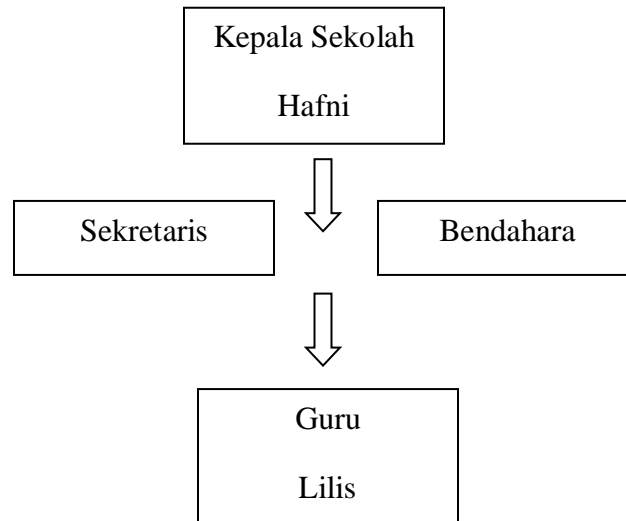 Kepala Sekolah
Hafni
Sekretaris
Bendahara
Guru
Lilis